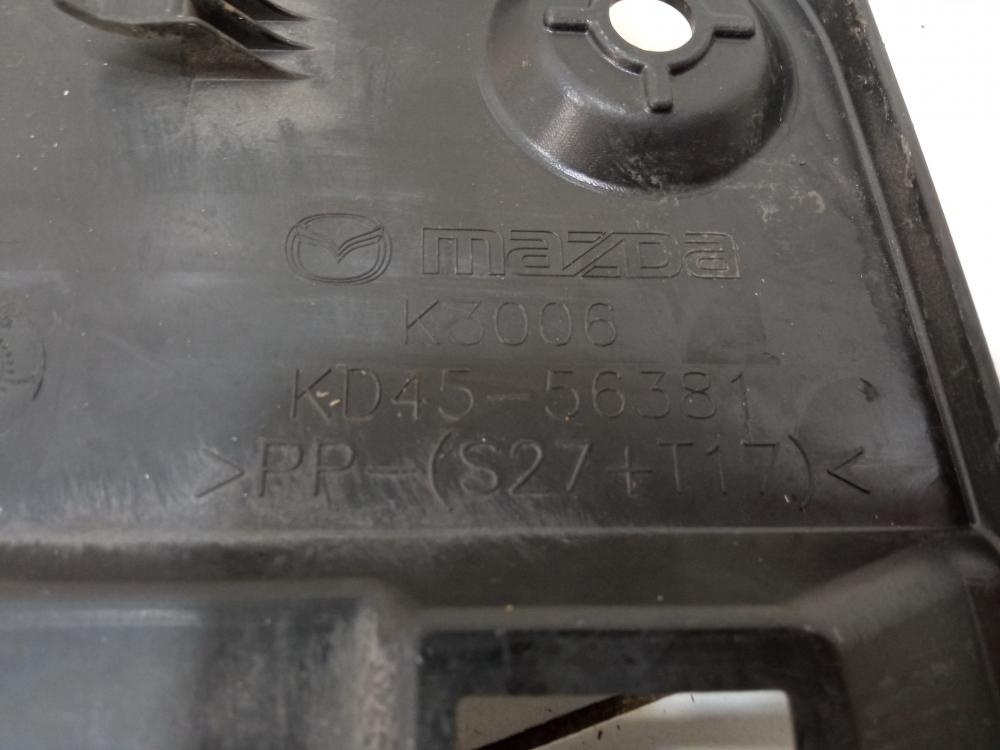 mazda
K3006
KD45-56381
>PP-(S27+T17)<